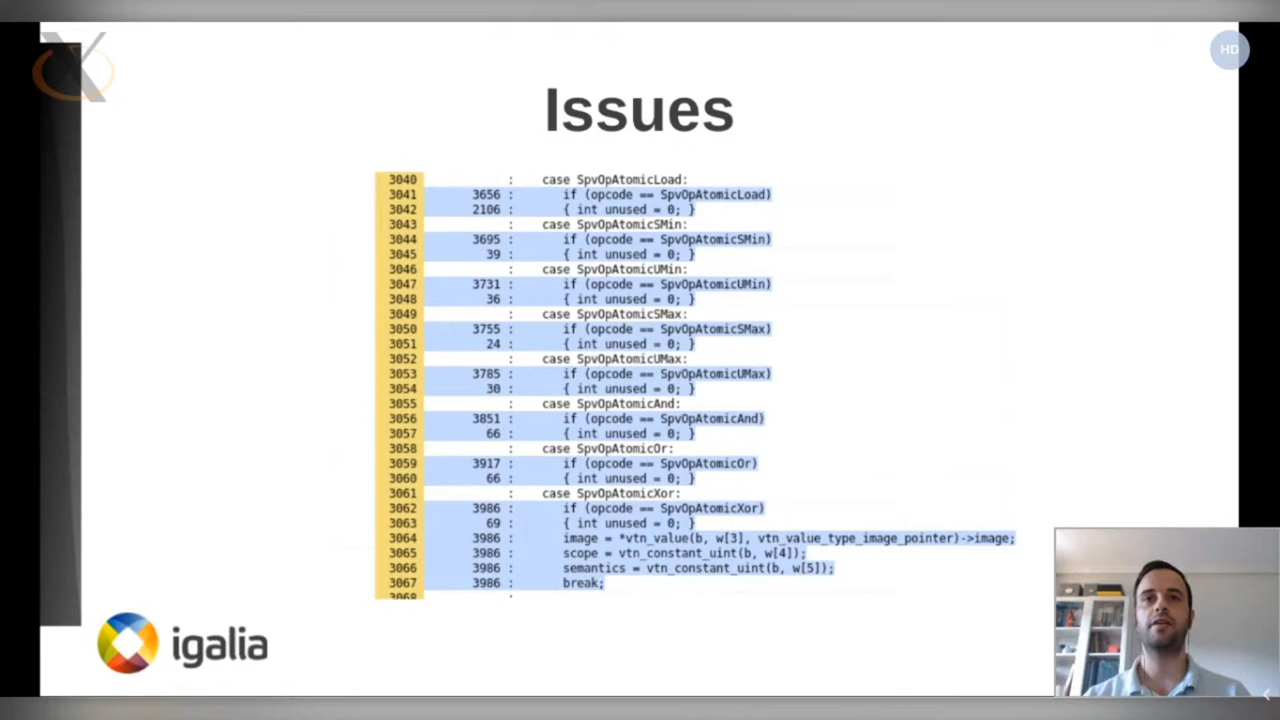 HD
Issues
3040 : case SpvOpAtomicLoad:
3041 3656 : if (opcode == SpvOpAtomicLoad)
3042 2106 : { int unused = 0; }
3043 : case SpvOpAtomicSMin:
3044 3695 : if (opcode == SpvOpAtomicSMin)
3045 39 : { int unused = 0; }
3046 : case SpvOpAtomicUMin:
3047 3731 : if (opcode == SpvOpAtomicUMin)
3048 36 : { int unused = 0; }
3049 : case SpvOpAtomicSMax:
3050 3755 : if (opcode == SpvOpAtomicSMax)
3051 24 : { int unused = 0; }
3052 : case SpvOpAtomicUMax:
3053 3785 : if (opcode == SpvOpAtomicUMax)
3054 30 : { int unused = 0; }
3055 : case SpvOpAtomicAnd:
3056 3851 : if (opcode == SpvOpAtomicAnd)
3057 66 : { int unused = 0; }
3058 : case SpvOpAtomicOr:
3059 3917 : if (opcode == SpvOpAtomicOr)
3060 66 : { int unused = 0; }
3061 : case SpvOpAtomicXor:
3062 3986 : if (opcode == SpvOpAtomicXor)
3063 69 : { int unused = 0; }
3064 3986 : image = *vtn_value(b, w[3], vtn_value_type_image_pointer)->image;
3065 3986 : scope = vtn_constant_uint(b, w[4]);
3066 3986 : semantics = vtn_constant_uint(b, w[5]);
3067 3986 : break;
3068 :
igalia